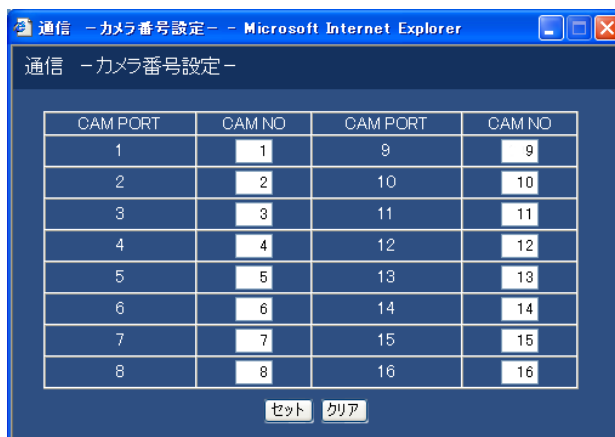 通信 －カメラ番号設定－ - Microsoft Internet Explorer
通信 －カメラ番号設定－
CAM PORT CAM NO CAM PORT CAM NO
1 1 9 9
2 2 10 10
3 3 11 11
4 4 12 12
5 5 13 13
6 6 14 14
7 7 15 15
8 8 16 16
セット クリア